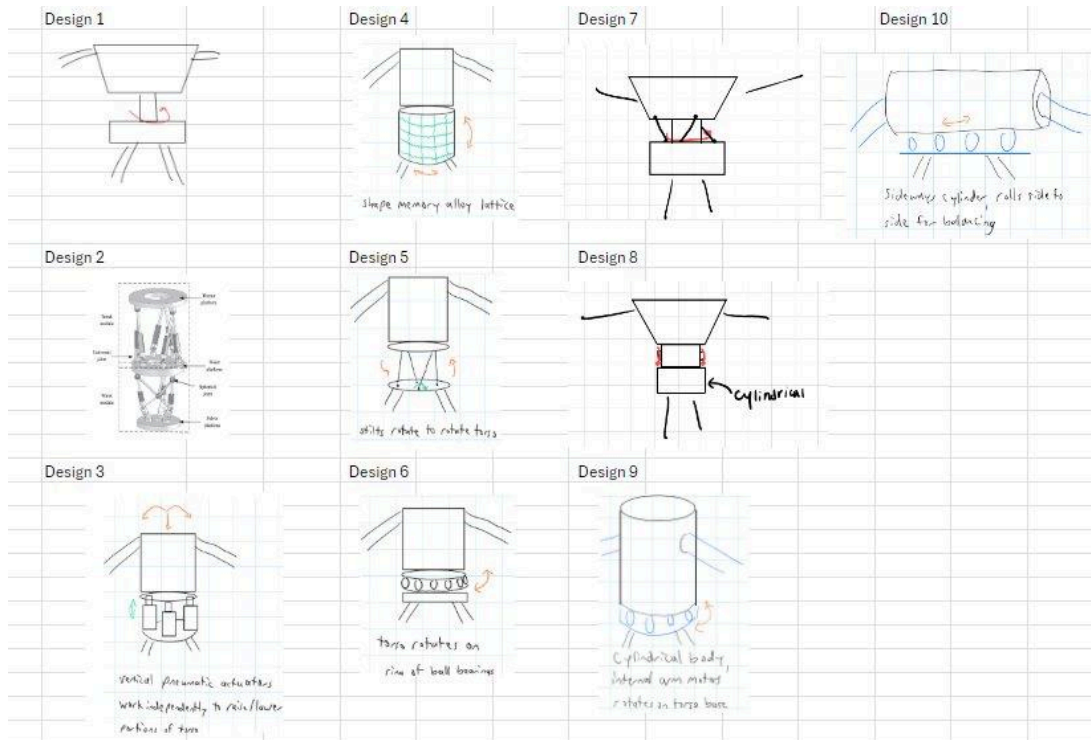 Design 1
Design 4
Design 7
Design 10
shape memory alloy lattice
Sideways cylinder, rolls side to
side for balancing
Design 2
Design 5
Design 8
stilts rotate to rotate torso
cylindrical
Design 3
Design 6
Design 9
vertical pneumatic actuators
work independently to raise/lower
portions of torso
torso rotates on
ring of ball bearings
Cylindrical body,
internal arm motors
rotates on torso base